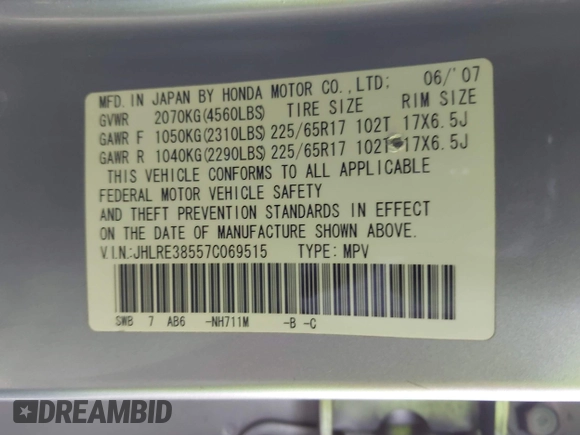 MFD. IN JAPAN BY HONDA MOTOR CO., LTD; 06/'07
GVWR 2070KG(4560LBS) TIRE SIZE RIM SIZE
GAWR F 1050KG(2310LBS) 225/65R17 102T 17X6.5J
GAWR R 1040KG(2290LBS) 225/65R17 102T 17X6.5J
THIS VEHICLE CONFORMS TO ALL APPLICABLE
FEDERAL MOTOR VEHICLE SAFETY
AND THEFT PREVENTION STANDARDS IN EFFECT
ON THE DATE OF MANUFACTURE SHOWN ABOVE.
V.I.N.:JHLRE38557C069515 TYPE: MPV
SWB 7 AB6 -NH711M -B -C
DREAMBID